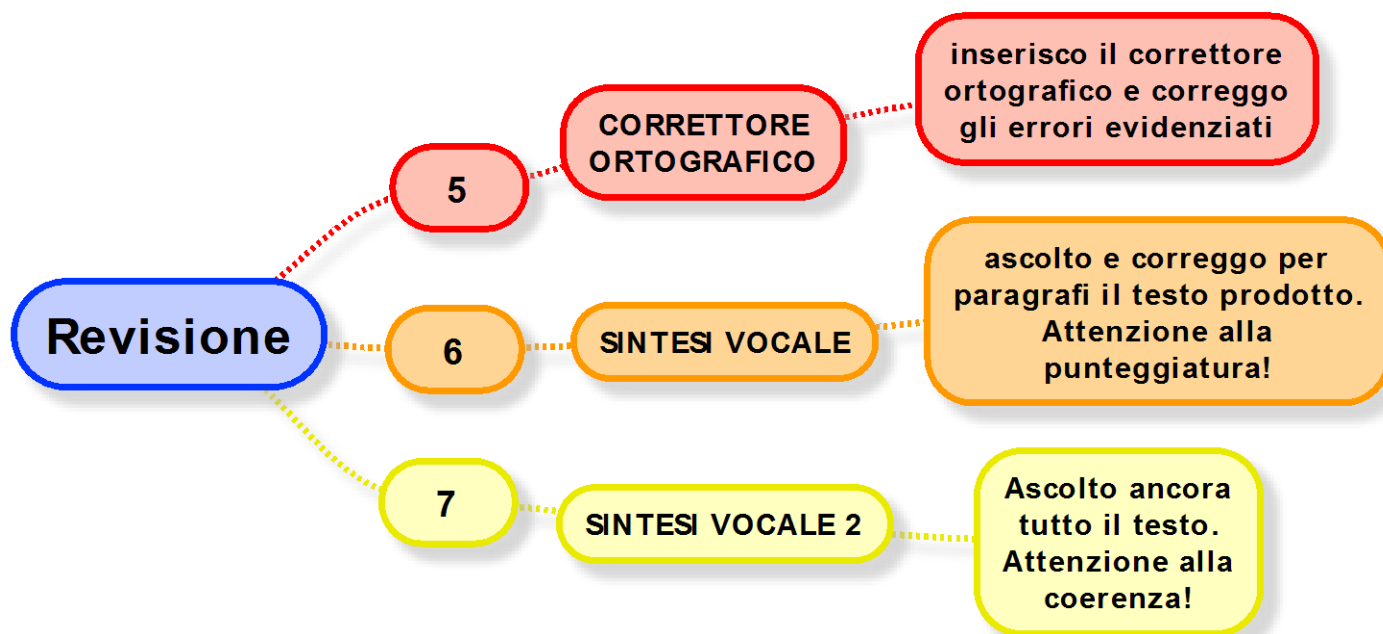 Revisione
5
CORRETTORE
ORTOGRAFICO
inserisco il correttore
ortografico e correggo
gli errori evidenziati
6
SINTESI VOCALE
ascolto e correggo per
paragrafi il testo prodotto.
Attenzione alla
punteggiatura!
7
SINTESI VOCALE 2
Ascolto ancora
tutto il testo.
Attenzione alla
coerenza!